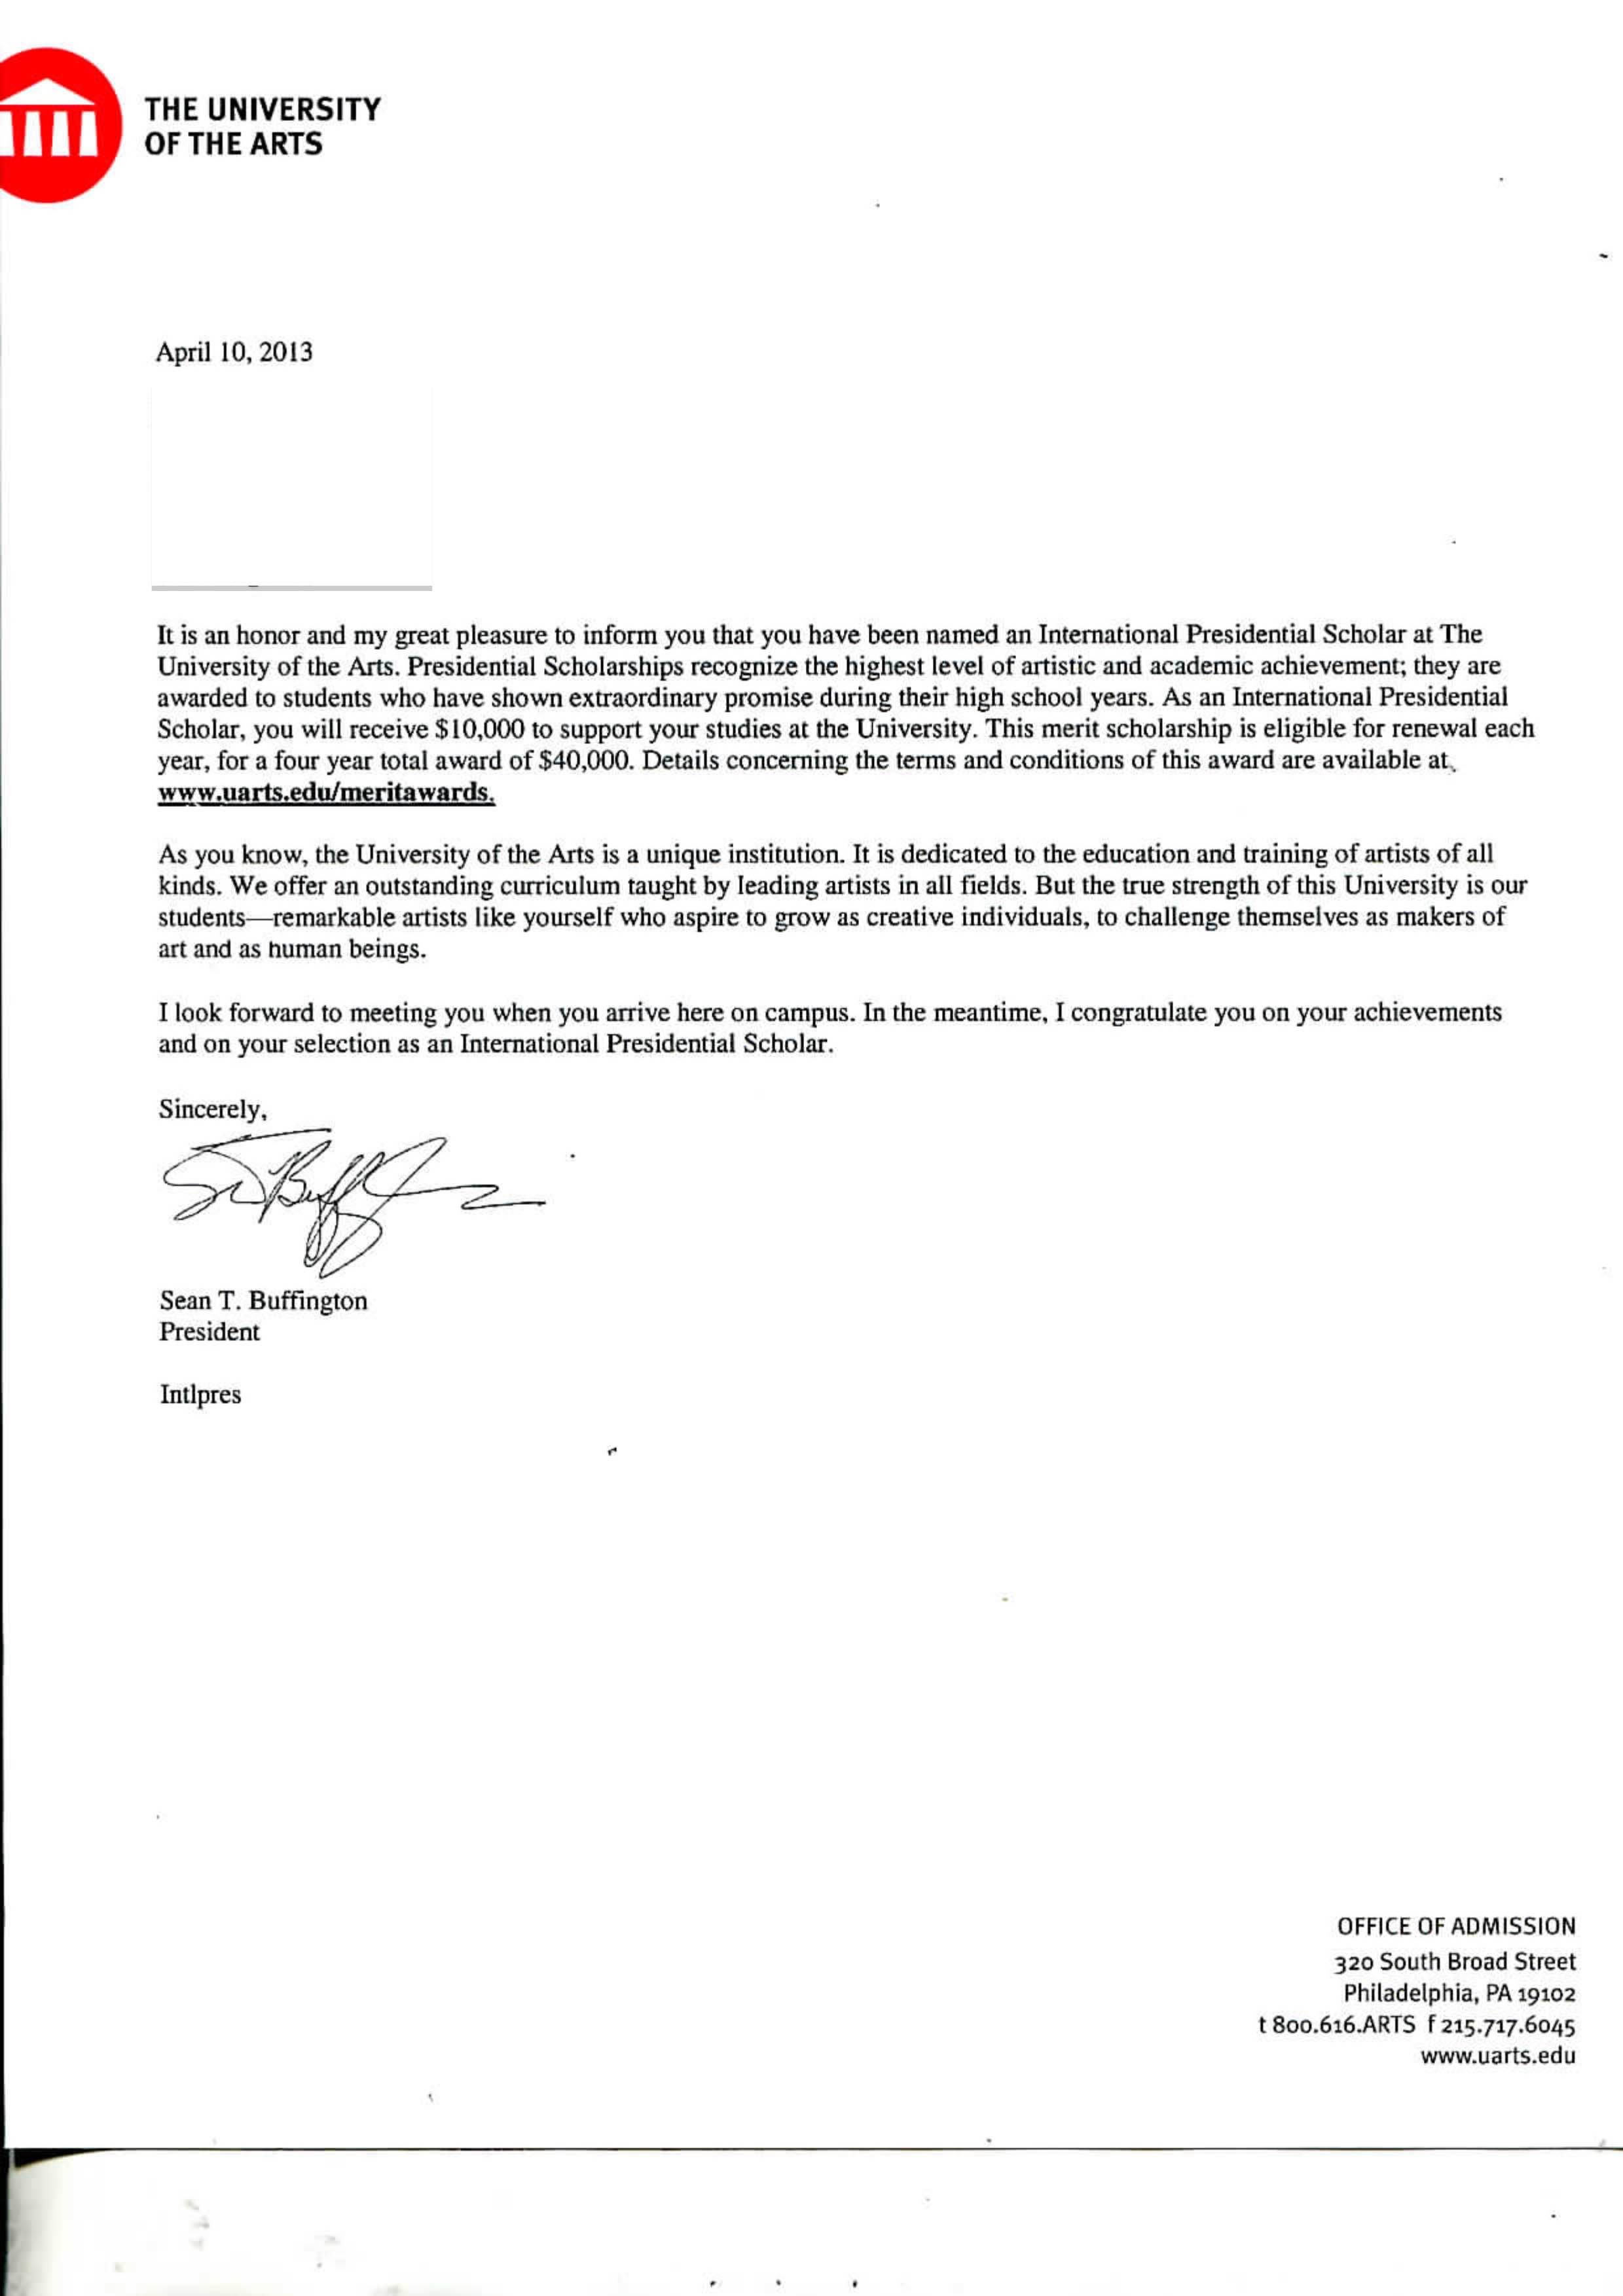 THE UNIVERSITY
OF THE ARTS
April 10, 2013
It is an honor and my great pleasure to inform you that you have been named an International Presidential Scholar at The
University of the Arts. Presidential Scholarships recognize the highest level of artistic and academic achievement; they are
awarded to students who have shown extraordinary promise during their high school years. As an International Presidential
Scholar, you will receive $10,000 to support your studies at the University. This merit scholarship is eligible for renewal each
year, for a four year total award of $40,000. Details concerning the terms and conditions of this award are available at
www.uarts.edu/meritawards.
As you know, the University of the Arts is a unique institution. It is dedicated to the education and training of artists of all
kinds. We offer an outstanding curriculum taught by leading artists in all fields. But the true strength of this University is our
students—remarkable artists like yourself who aspire to grow as creative individuals, to challenge themselves as makers of
art and as human beings.
I look forward to meeting you when you arrive here on campus. In the meantime, I congratulate you on your achievements
and on your selection as an International Presidential Scholar.
Sincerely,
Sean T. Buffington
President
Intlpres
OFFICE OF ADMISSION
320 South Broad Street
Philadelphia, PA 19102
t 800.616.ARTS f 215.717.6045
www.uarts.edu